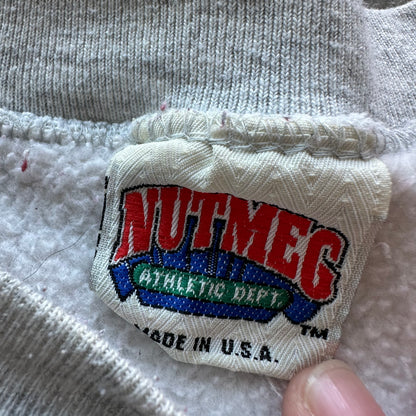 NUTMEG
ATHLETIC DEPT.
TM
MADE IN U.S.A.